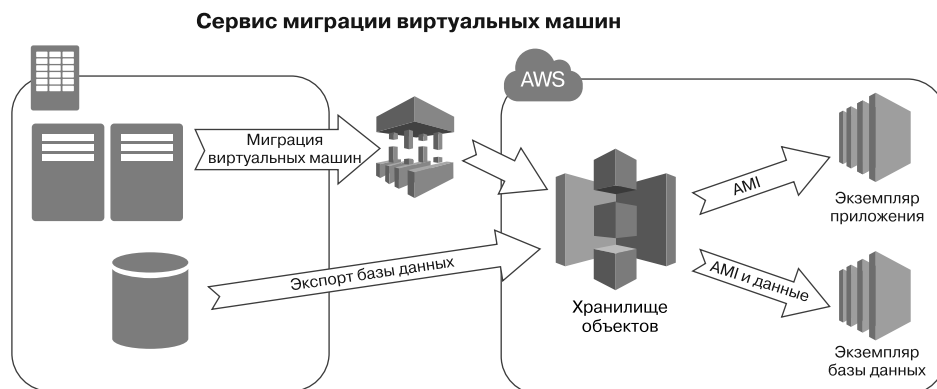 Сервис миграции виртуальных машин
AWS
Миграция
виртуальных машин
AMI
Экземпляр
приложения
Экспорт базы данных
AMI и данные
Хранилище
объектов
Экземпляр
базы данных